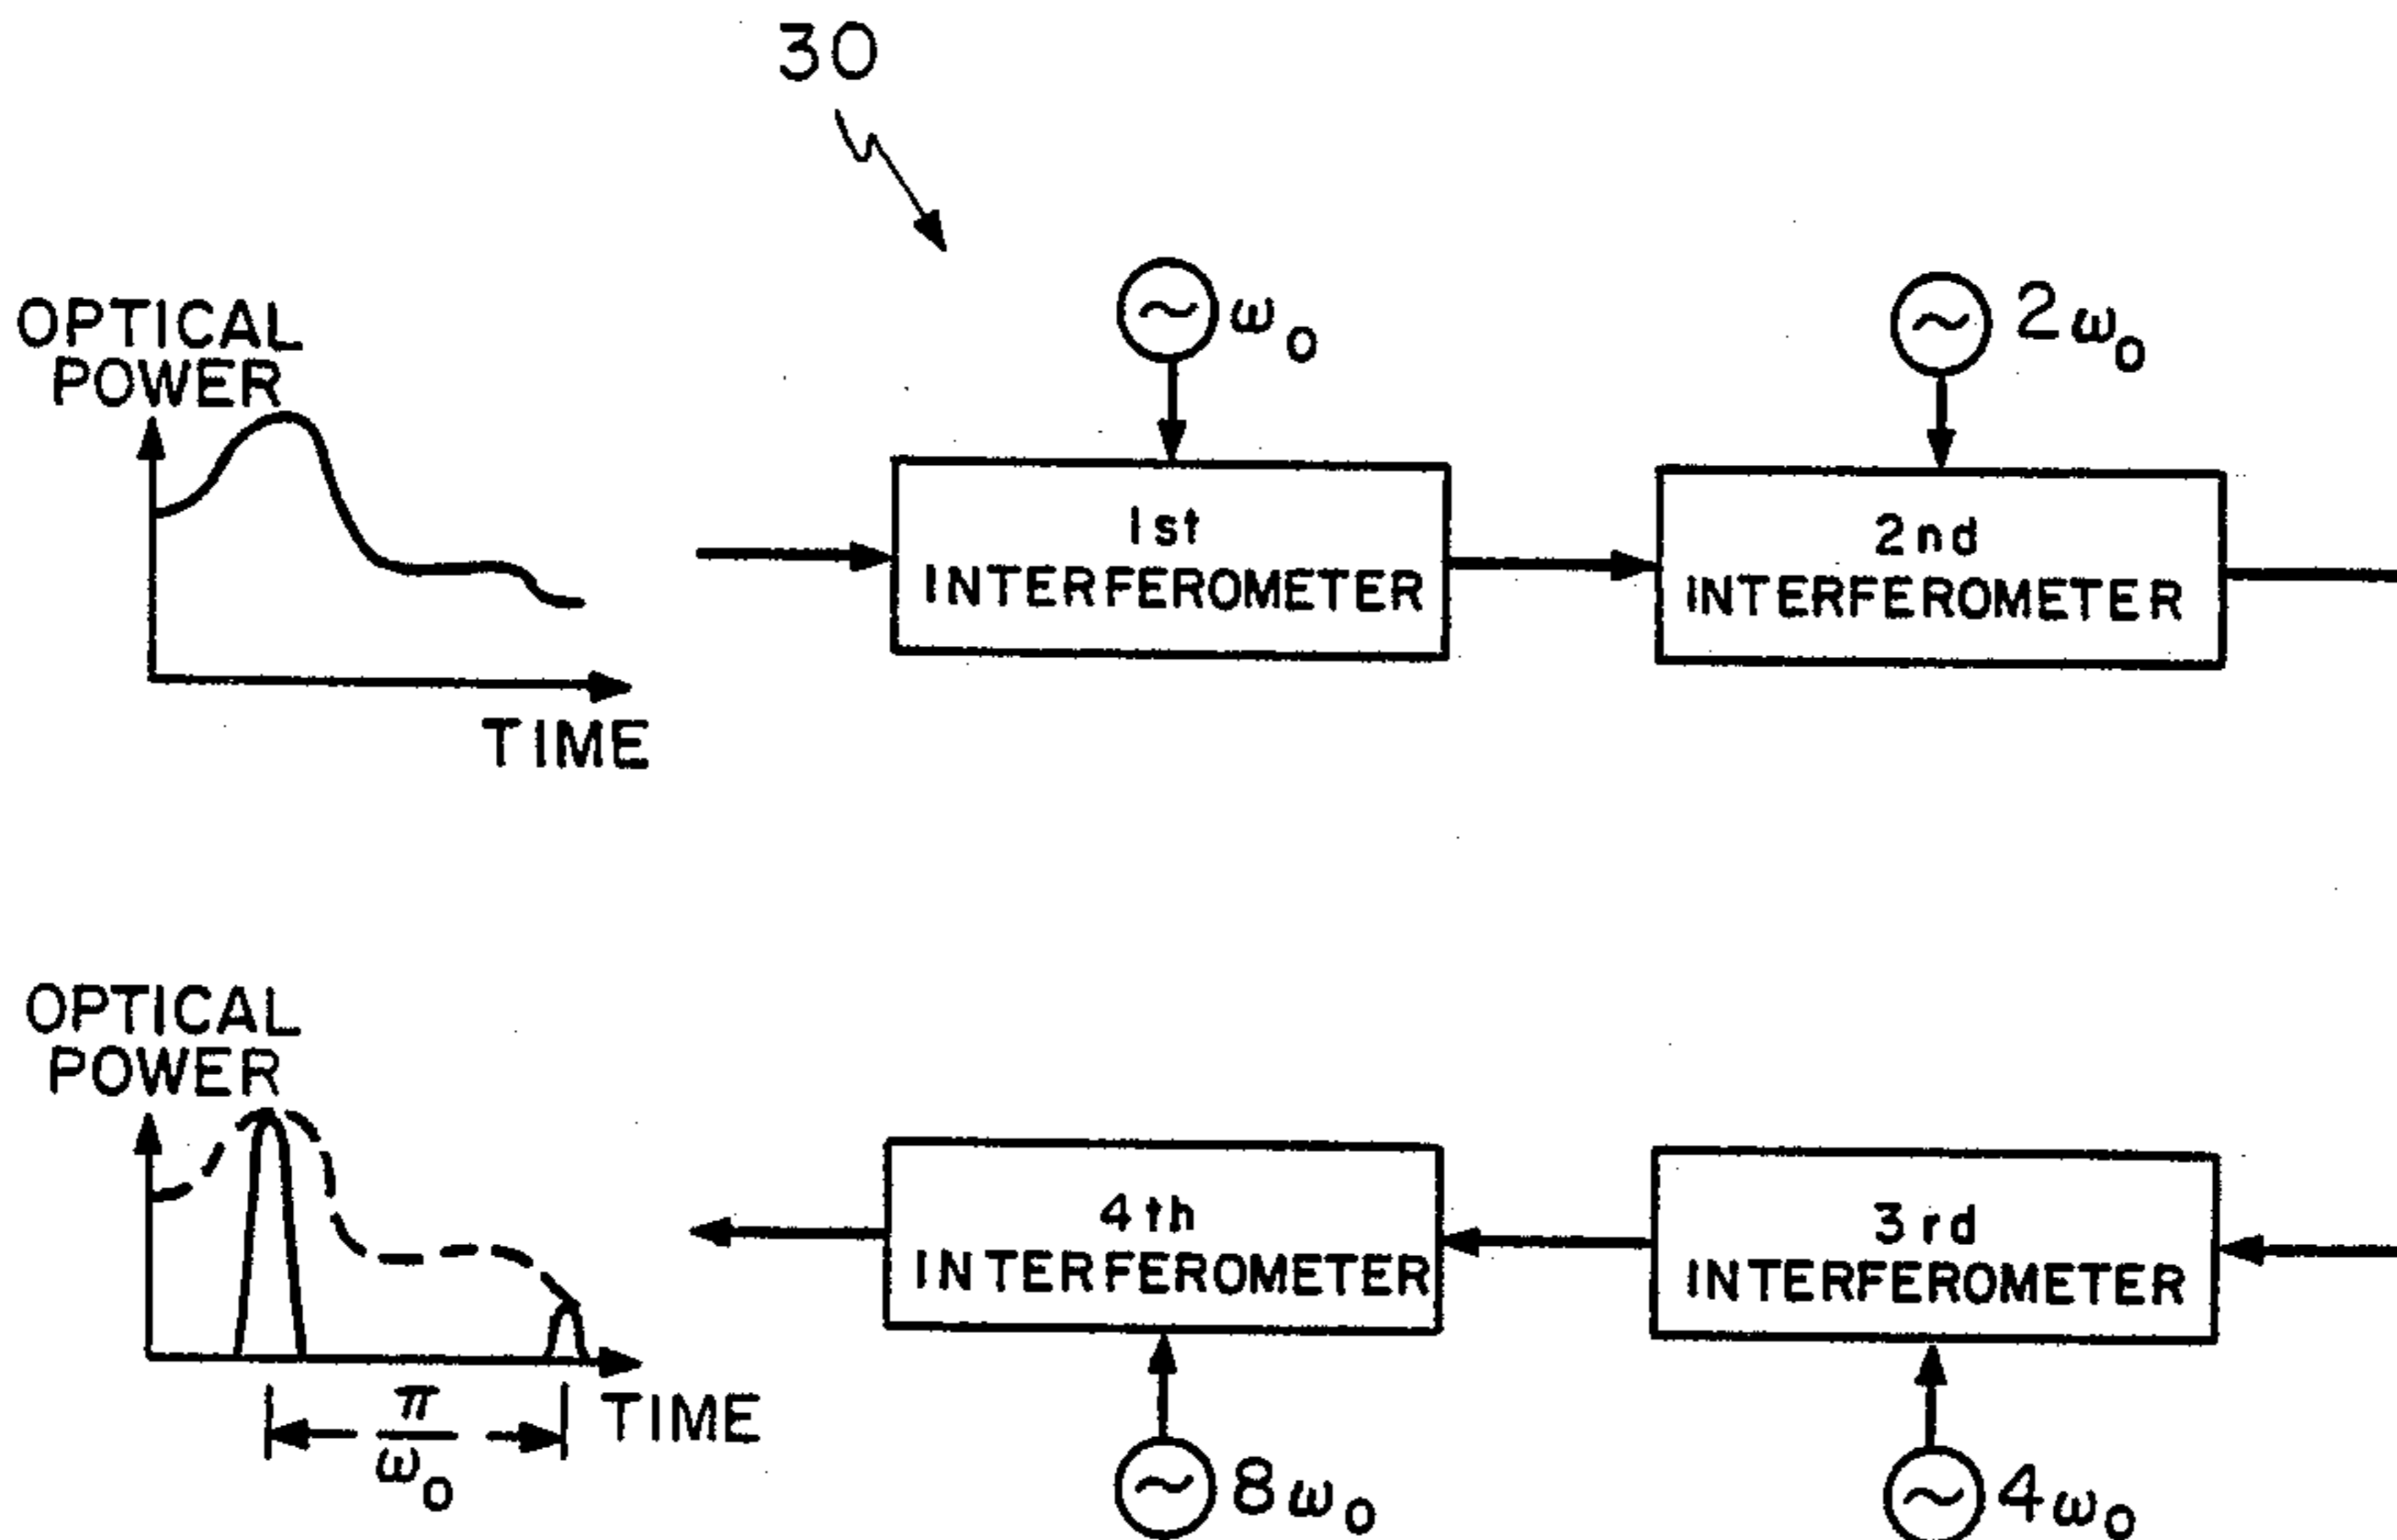 30
OPTICAL
POWER
TIME
~ ω₀
1st
INTERFEROMETER
~ 2ω₀
2nd
INTERFEROMETER
OPTICAL
POWER
TIME
π
ω₀
4th
INTERFEROMETER
~ 8ω₀
3rd
INTERFEROMETER
~ 4ω₀